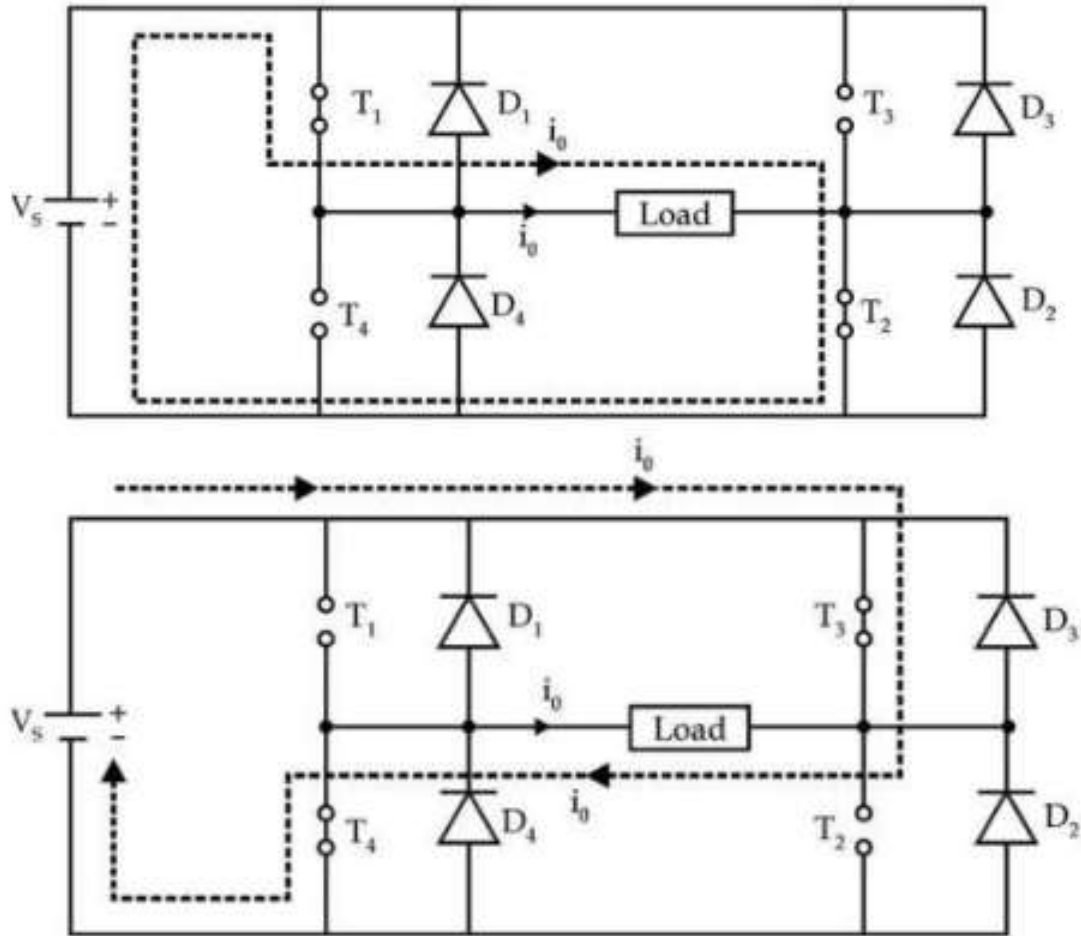 T₁ D₁ T₃ D₃
i₀
Vₛ + −
i₀ Load
T₄ D₄ T₂ D₂
i₀
T₁ D₁ T₃ D₃
i₀ Load
Vₛ + −
i₀
T₄ D₄ T₂ D₂